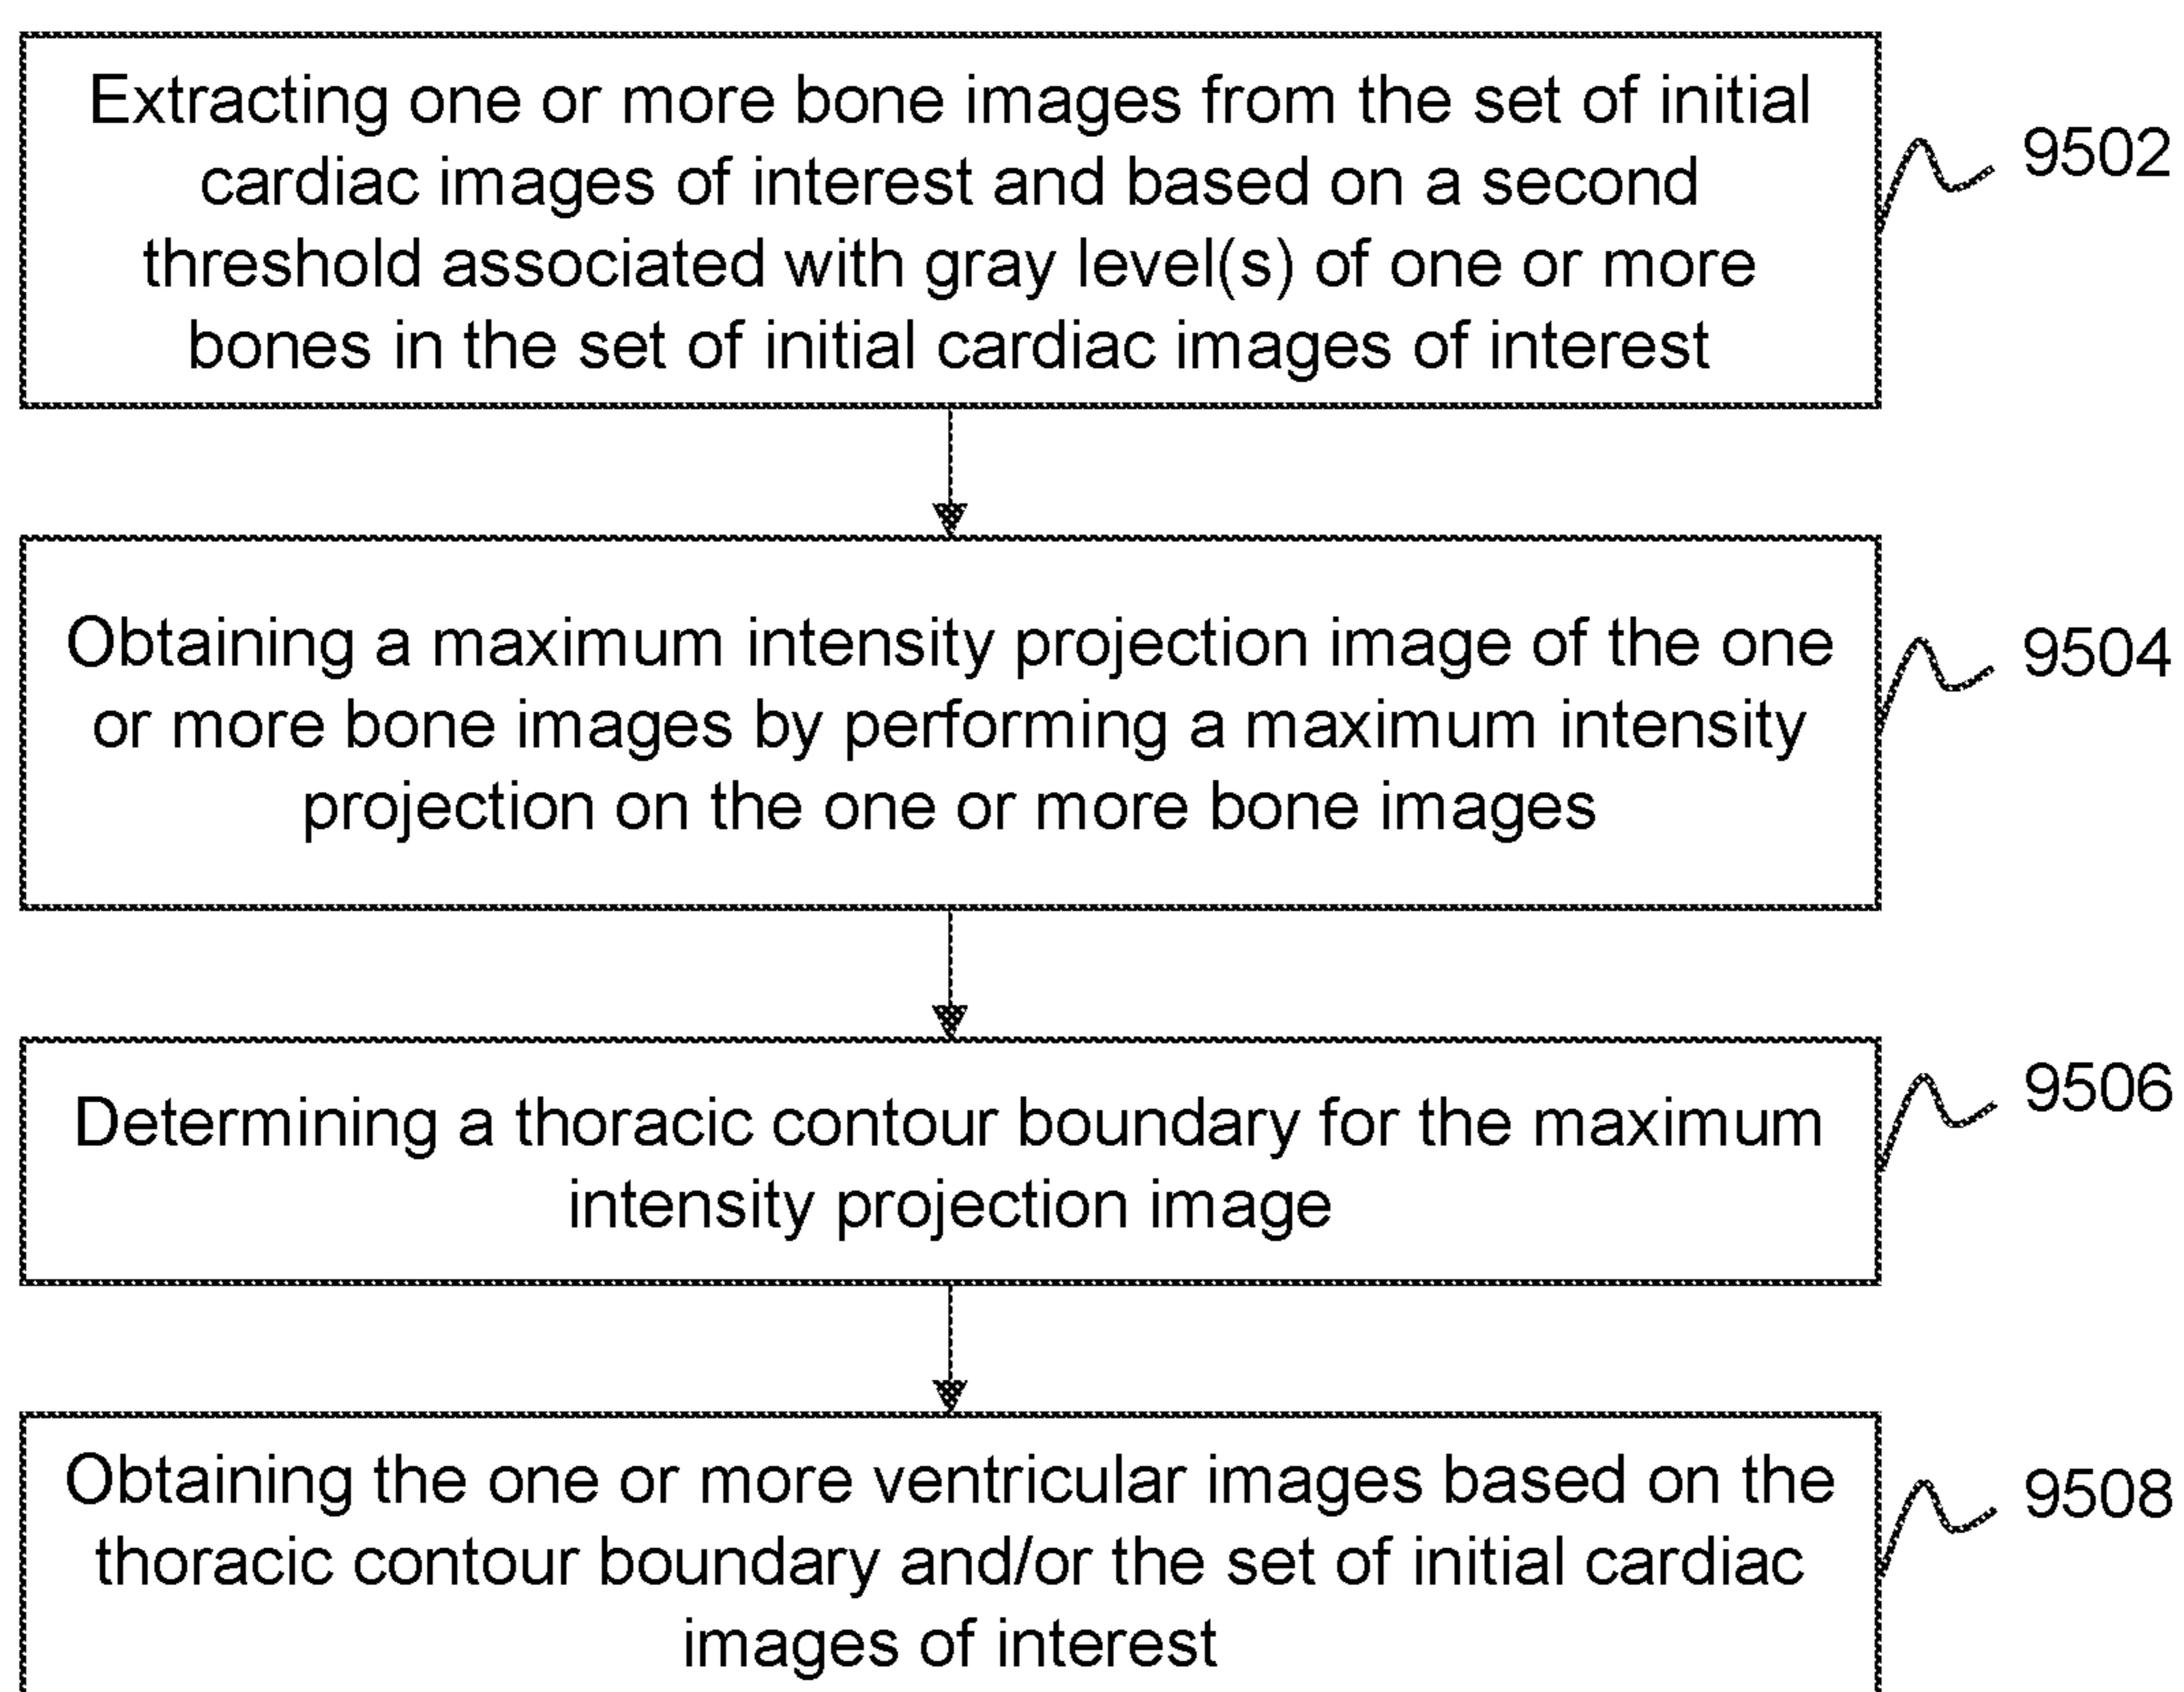 Extracting one or more bone images from the set of initial
cardiac images of interest and based on a second
threshold associated with gray level(s) of one or more
bones in the set of initial cardiac images of interest
9502
Obtaining a maximum intensity projection image of the one
or more bone images by performing a maximum intensity
projection on the one or more bone images
9504
Determining a thoracic contour boundary for the maximum
intensity projection image
9506
Obtaining the one or more ventricular images based on the
thoracic contour boundary and/or the set of initial cardiac
images of interest
9508